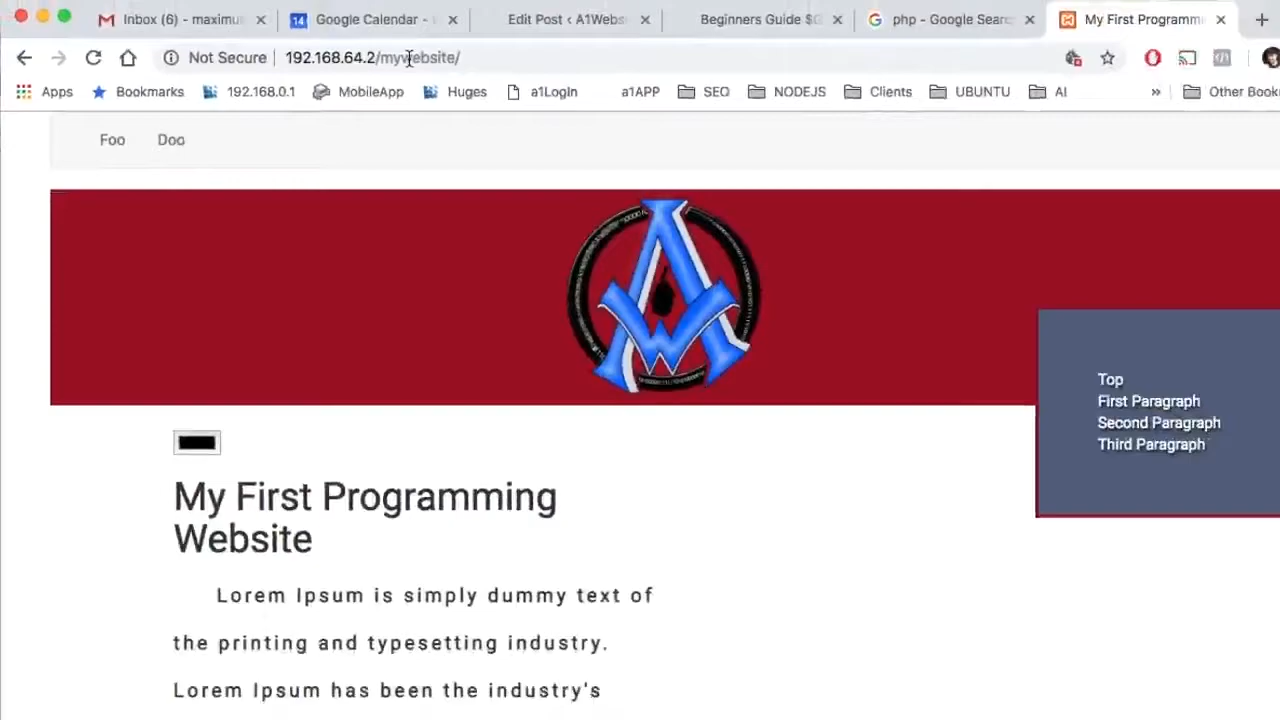 Inbox (6) - maximu
Google Calendar -
Edit Post ‹ A1Webs
Beginners Guide $G
php - Google Searc
My First Programm
Not Secure
192.168.64.2/mywebsite/
Apps
Bookmarks
192.168.0.1
MobileApp
Huges
a1LogIn
a1APP
SEO
NODEJS
Clients
UBUNTU
AI
»
Other Book
Foo
Doo
Top
First Paragraph
Second Paragraph
Third Paragraph
My First Programming
Website
Lorem Ipsum is simply dummy text of
the printing and typesetting industry.
Lorem Ipsum has been the industry's